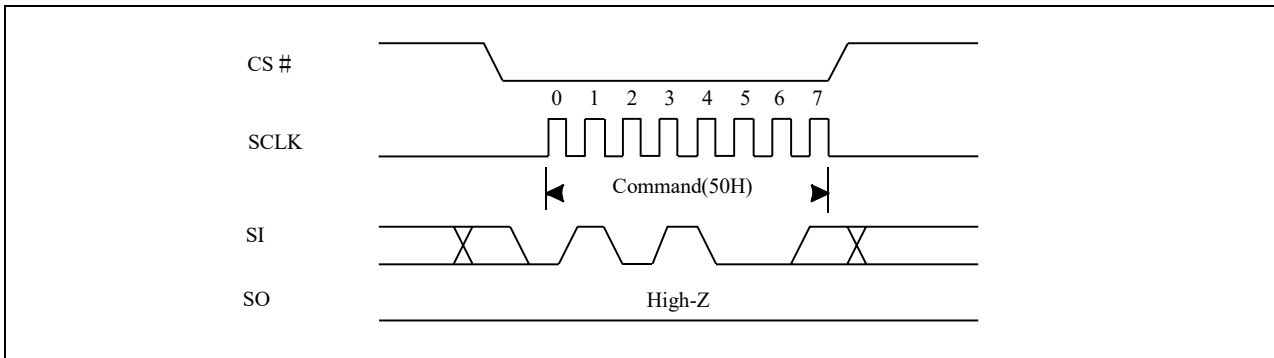 CS #
0 1 2 3 4 5 6 7
SCLK
Command(50H)
SI
SO
High-Z